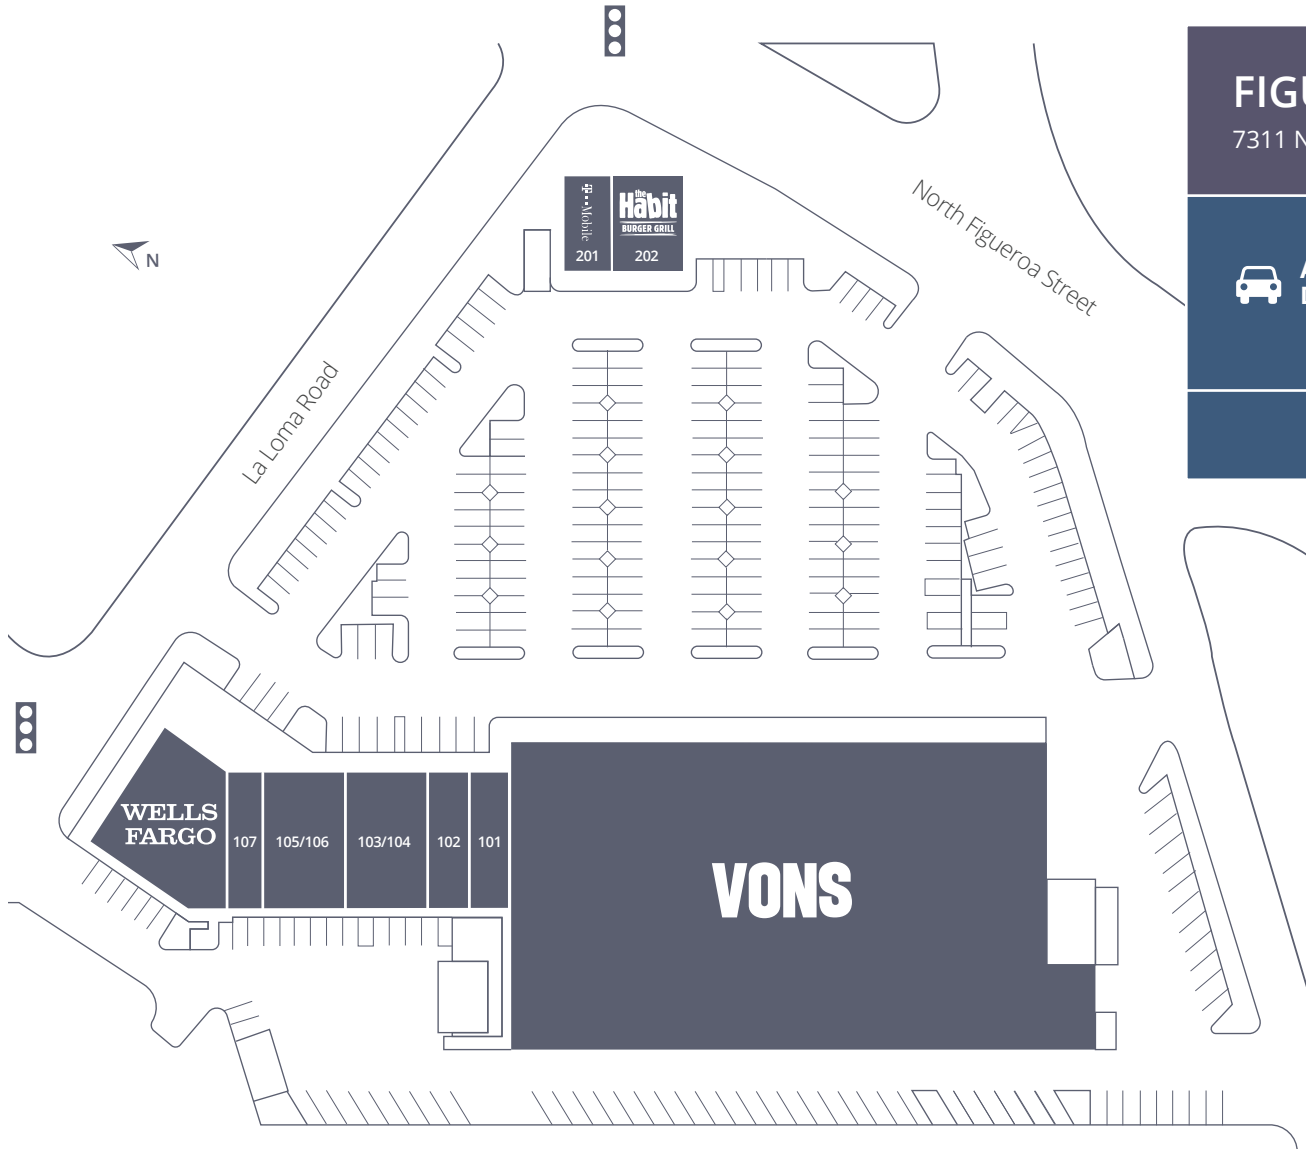 FIGU
7311 N
North Figueroa Street
T··Mobile
the
Habit
BURGER GRILL
201
202
N
La Loma Road
WELLS
FARGO
107
105/106
103/104
102
101
VONS